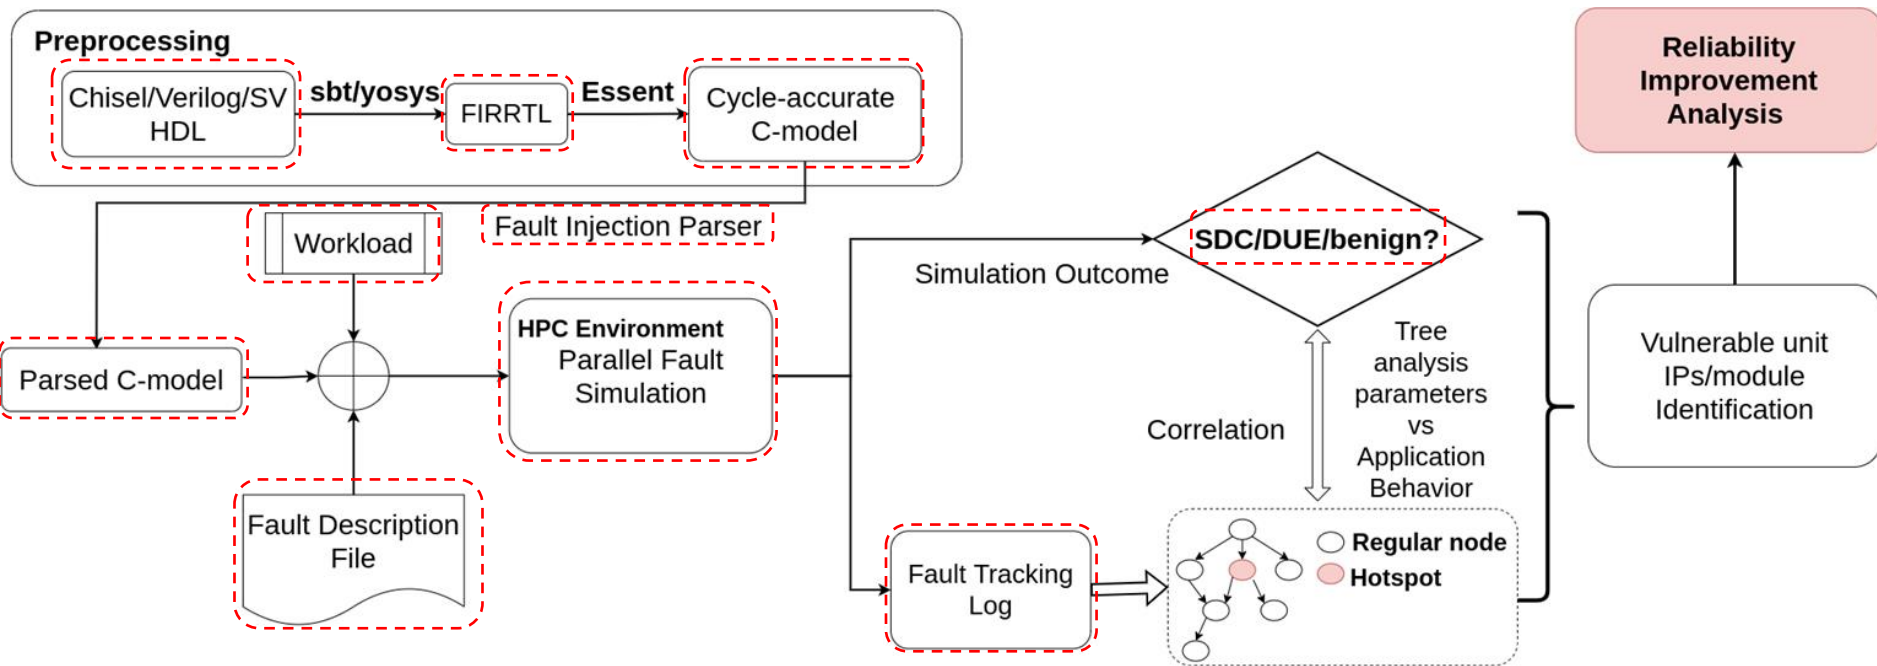 Preprocessing
Chisel/Verilog/SV
HDL
sbt/yosys
FIRRTL
Essent
Cycle-accurate
C-model
Fault Injection Parser
Workload
Parsed C-model
Fault Description
File
HPC Environment
Parallel Fault
Simulation
Simulation Outcome
SDC/DUE/benign?
Correlation
Tree
analysis
parameters
vs
Application
Behavior
Fault Tracking
Log
Regular node
Hotspot
Vulnerable unit
IPs/module
Identification
Reliability
Improvement
Analysis